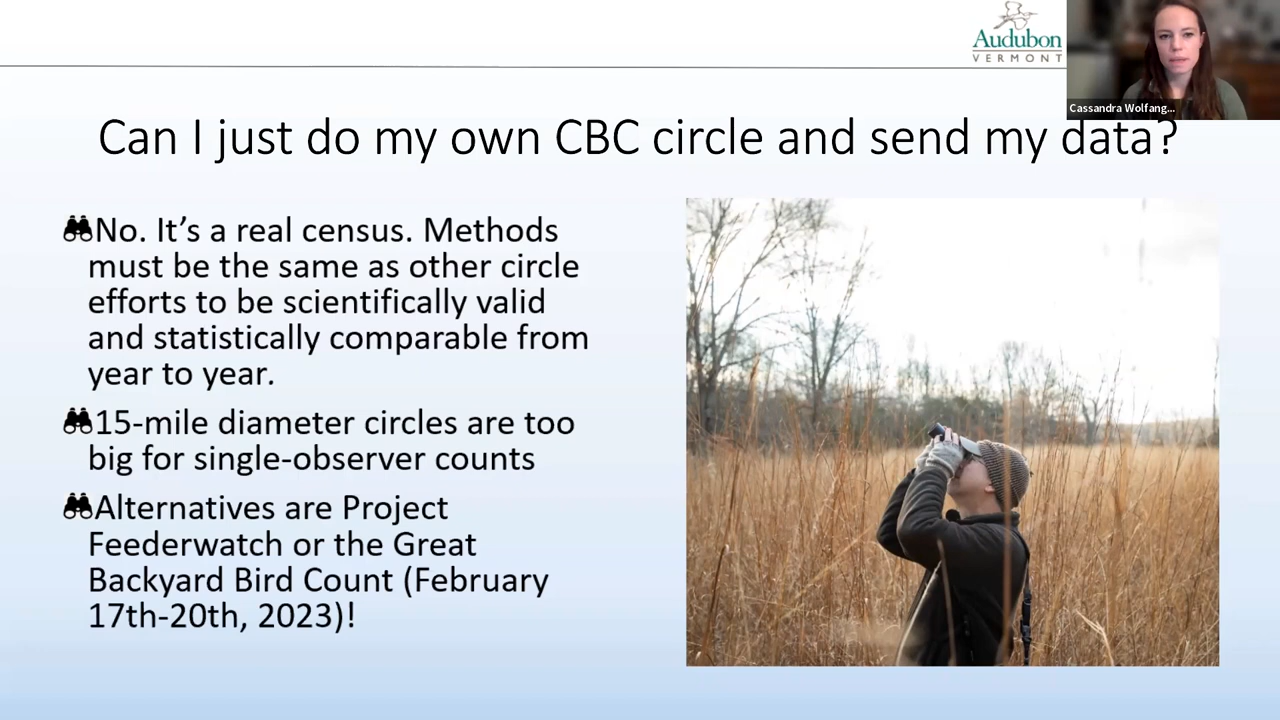 Audubon
VERMONT
Cassandra Wolfang...
Can I just do my own CBC circle and send my data?
No. It’s a real census. Methods
must be the same as other circle
efforts to be scientifically valid
and statistically comparable from
year to year.
15-mile diameter circles are too
big for single-observer counts
Alternatives are Project
Feederwatch or the Great
Backyard Bird Count (February
17th-20th, 2023)!